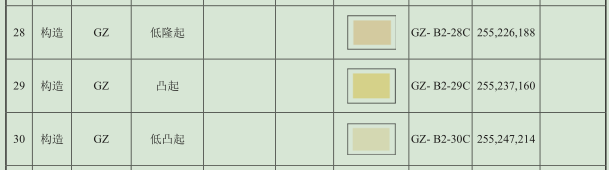 28 构造 GZ 低隆起 GZ- B2-28C 255,226,188
29 构造 GZ 凸起 GZ- B2-29C 255,237,160
30 构造 GZ 低凸起 GZ- B2-30C 255,247,214